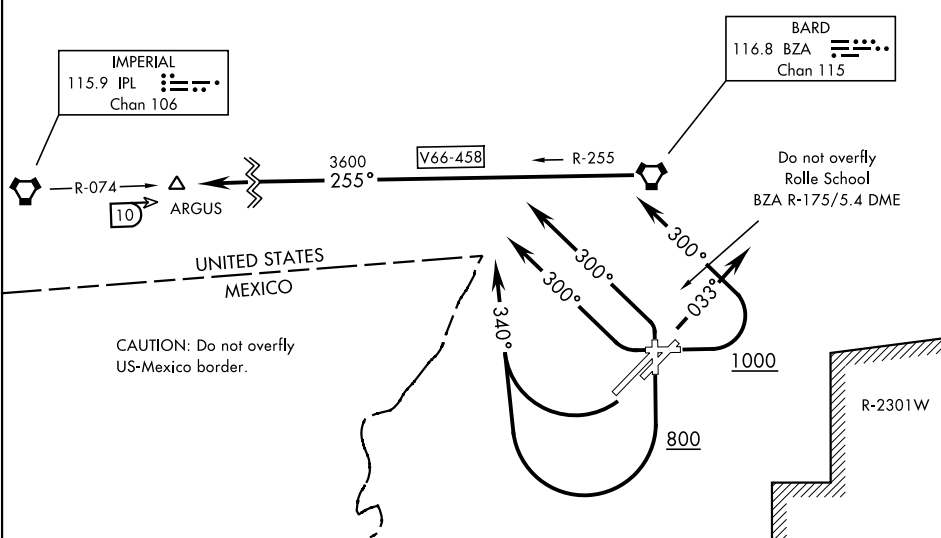 BARD
116.8 BZA
Chan 115
IMPERIAL
115.9 IPL
Chan 106
3600
255°
V66-458
R-255
R-074
10
ARGUS
Do not overfly
Rolle School
BZA R-175/5.4 DME
300°
300°
300°
033°
340°
UNITED STATES
MEXICO
CAUTION: Do not overfly
US-Mexico border.
1000
800
R-2301W